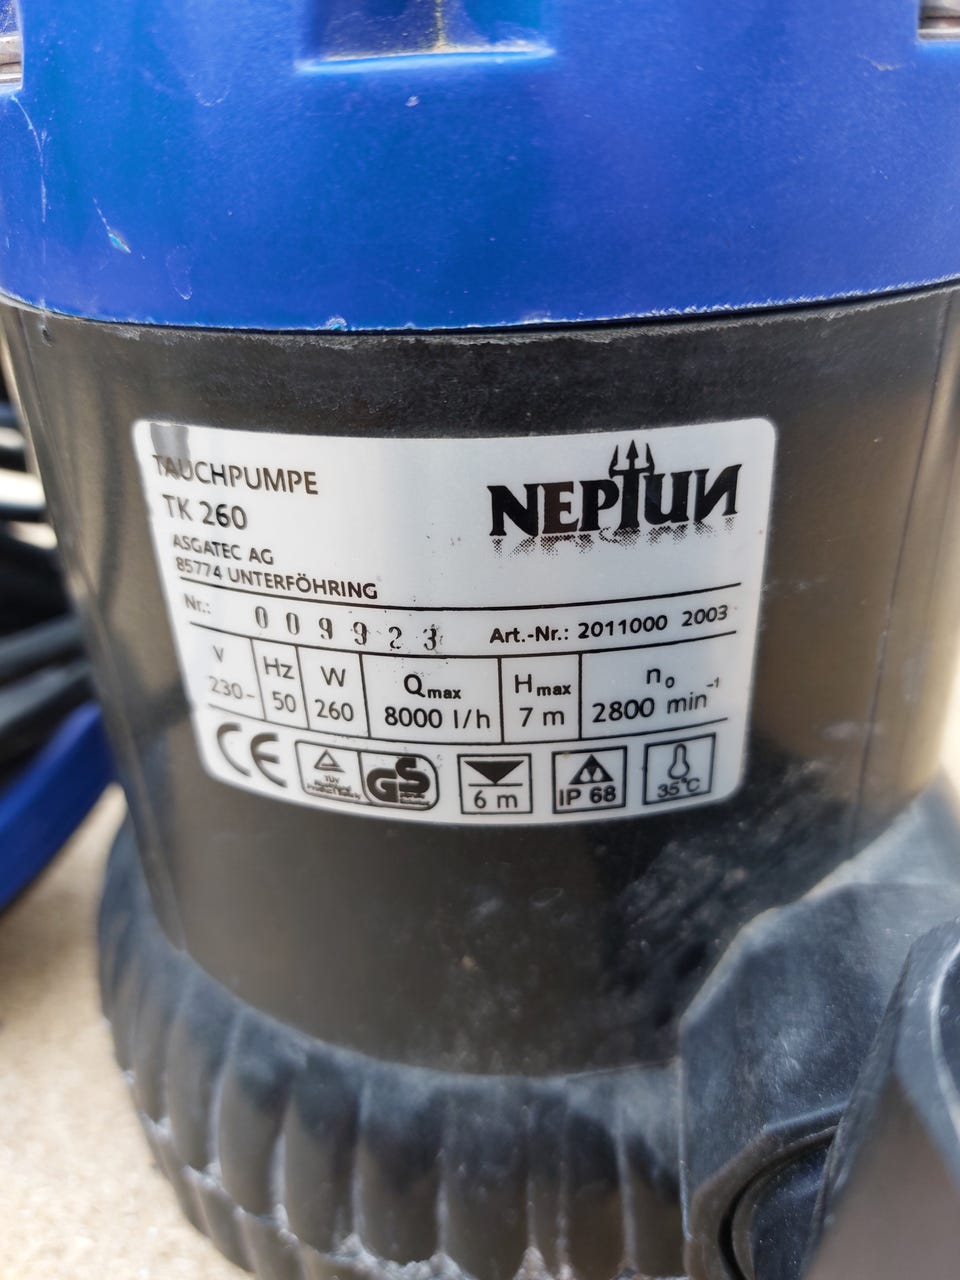 TAUCHPUMPE
TK 260
NEPTUN
ASGATEC AG
85774 UNTERFÖHRING
Nr.: 009923 Art.-Nr.: 2011000 2003
V Hz W Qmax Hmax n₀
230~ 50 260 8000 l/h 7 m 2800 min⁻¹
CE TÜV GS 6 m IP 68 35°C